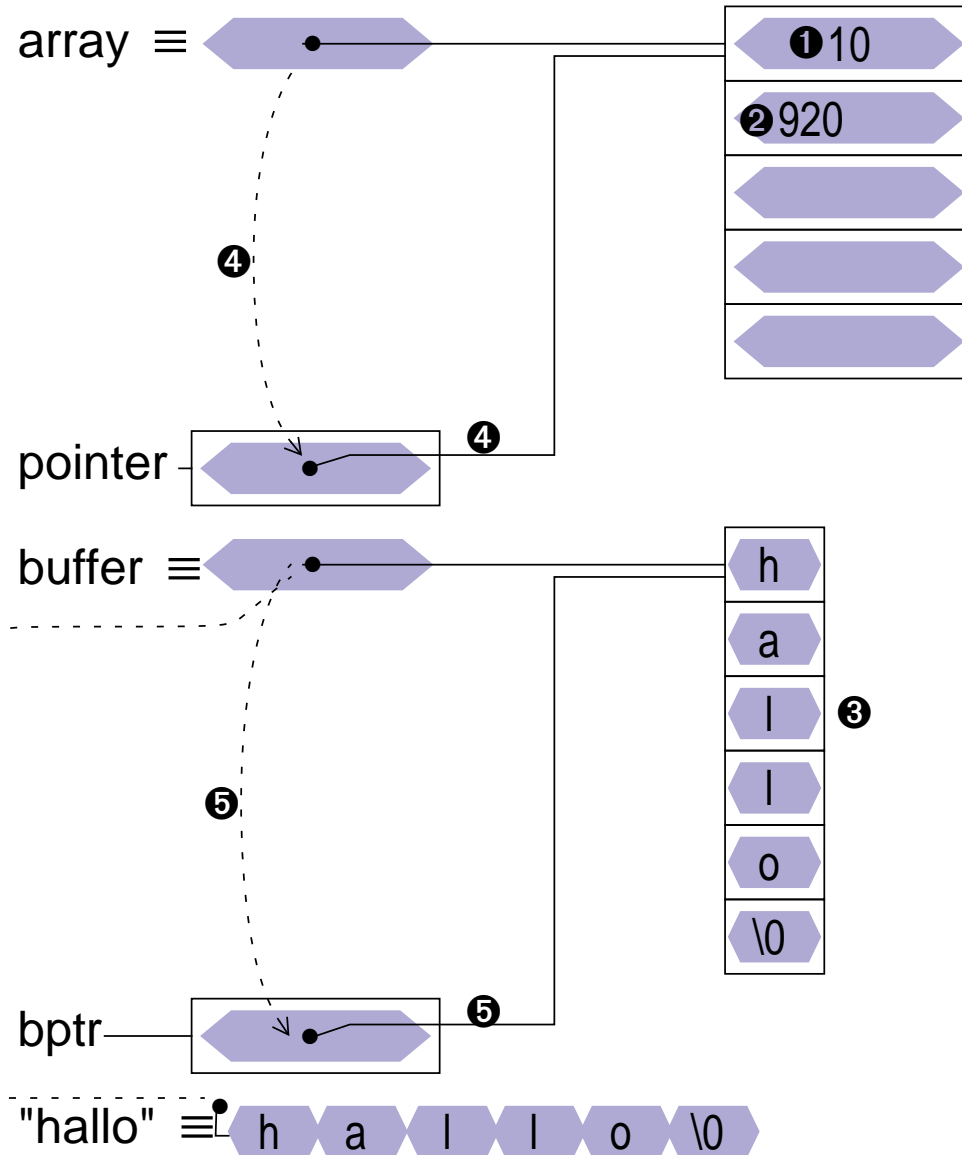 array ≡ ❶10
❷920
❹
pointer ❹
buffer ≡ h
a
l ❸
l
❺
o
\0
bptr ❺
"hallo" ≡ h a l l o \0